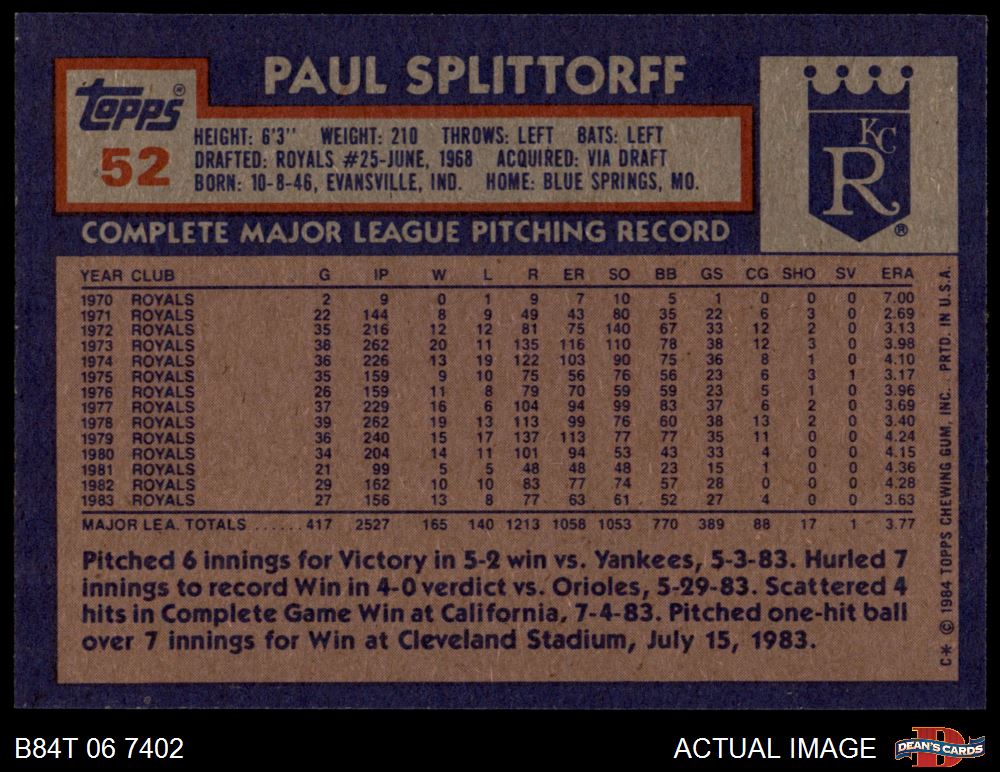 PAUL SPLITTORFF
Topps®
52
HEIGHT: 6'3" WEIGHT: 210 THROWS: LEFT BATS: LEFT
DRAFTED: ROYALS #25-JUNE, 1968 ACQUIRED: VIA DRAFT
BORN: 10-8-46, EVANSVILLE, IND. HOME: BLUE SPRINGS, MO.
KC
R
®
COMPLETE MAJOR LEAGUE PITCHING RECORD
YEAR CLUB G IP W L R ER SO BB GS CG SHO SV ERA
1970 ROYALS 2 9 0 1 9 7 10 5 1 0 0 0 7.00
1971 ROYALS 22 144 8 9 49 43 80 35 22 6 3 0 2.69
1972 ROYALS 35 216 12 12 81 75 140 67 33 12 2 0 3.13
1973 ROYALS 38 262 20 11 135 116 110 78 38 12 3 0 3.98
1974 ROYALS 36 226 13 19 122 103 90 75 36 8 1 0 4.10
1975 ROYALS 35 159 9 10 75 56 76 56 23 6 3 1 3.17
1976 ROYALS 26 159 11 8 79 70 59 59 23 5 1 0 3.96
1977 ROYALS 37 229 16 6 104 94 99 83 37 6 2 0 3.69
1978 ROYALS 39 262 19 13 113 99 76 60 38 13 2 0 3.40
1979 ROYALS 36 240 15 17 137 113 77 77 35 11 0 0 4.24
1980 ROYALS 34 204 14 11 101 94 53 43 33 4 0 0 4.15
1981 ROYALS 21 99 5 5 48 48 48 23 15 1 0 0 4.36
1982 ROYALS 29 162 10 10 83 77 74 57 28 0 0 0 4.28
1983 ROYALS 27 156 13 8 77 63 61 52 27 4 0 0 3.63
MAJOR LEA. TOTALS ...... 417 2527 165 140 1213 1058 1053 770 389 88 17 1 3.77
Pitched 6 innings for Victory in 5-2 win vs. Yankees, 5-3-83. Hurled 7
innings to record Win in 4-0 verdict vs. Orioles, 5-29-83. Scattered 4
hits in Complete Game Win at California, 7-4-83. Pitched one-hit ball
over 7 innings for Win at Cleveland Stadium, July 15, 1983.
C* © 1984 TOPPS CHEWING GUM, INC. PRTD. IN U.S.A.
B84T 06 7402
ACTUAL IMAGE
D
DEAN'S CARDS